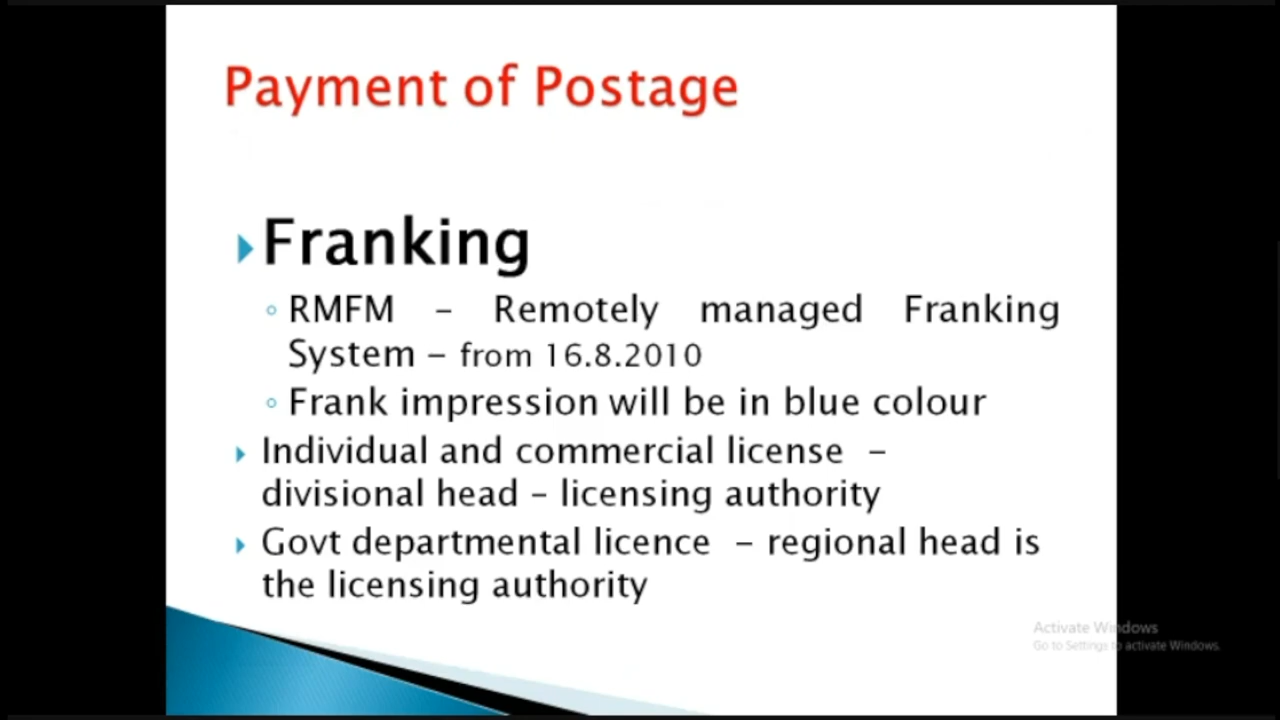 Payment of Postage
Franking
RMFM – Remotely managed Franking
System – from 16.8.2010
Frank impression will be in blue colour
Individual and commercial license –
divisional head – licensing authority
Govt departmental licence – regional head is
the licensing authority
Activate Windows
Go to Settings to activate Windows.